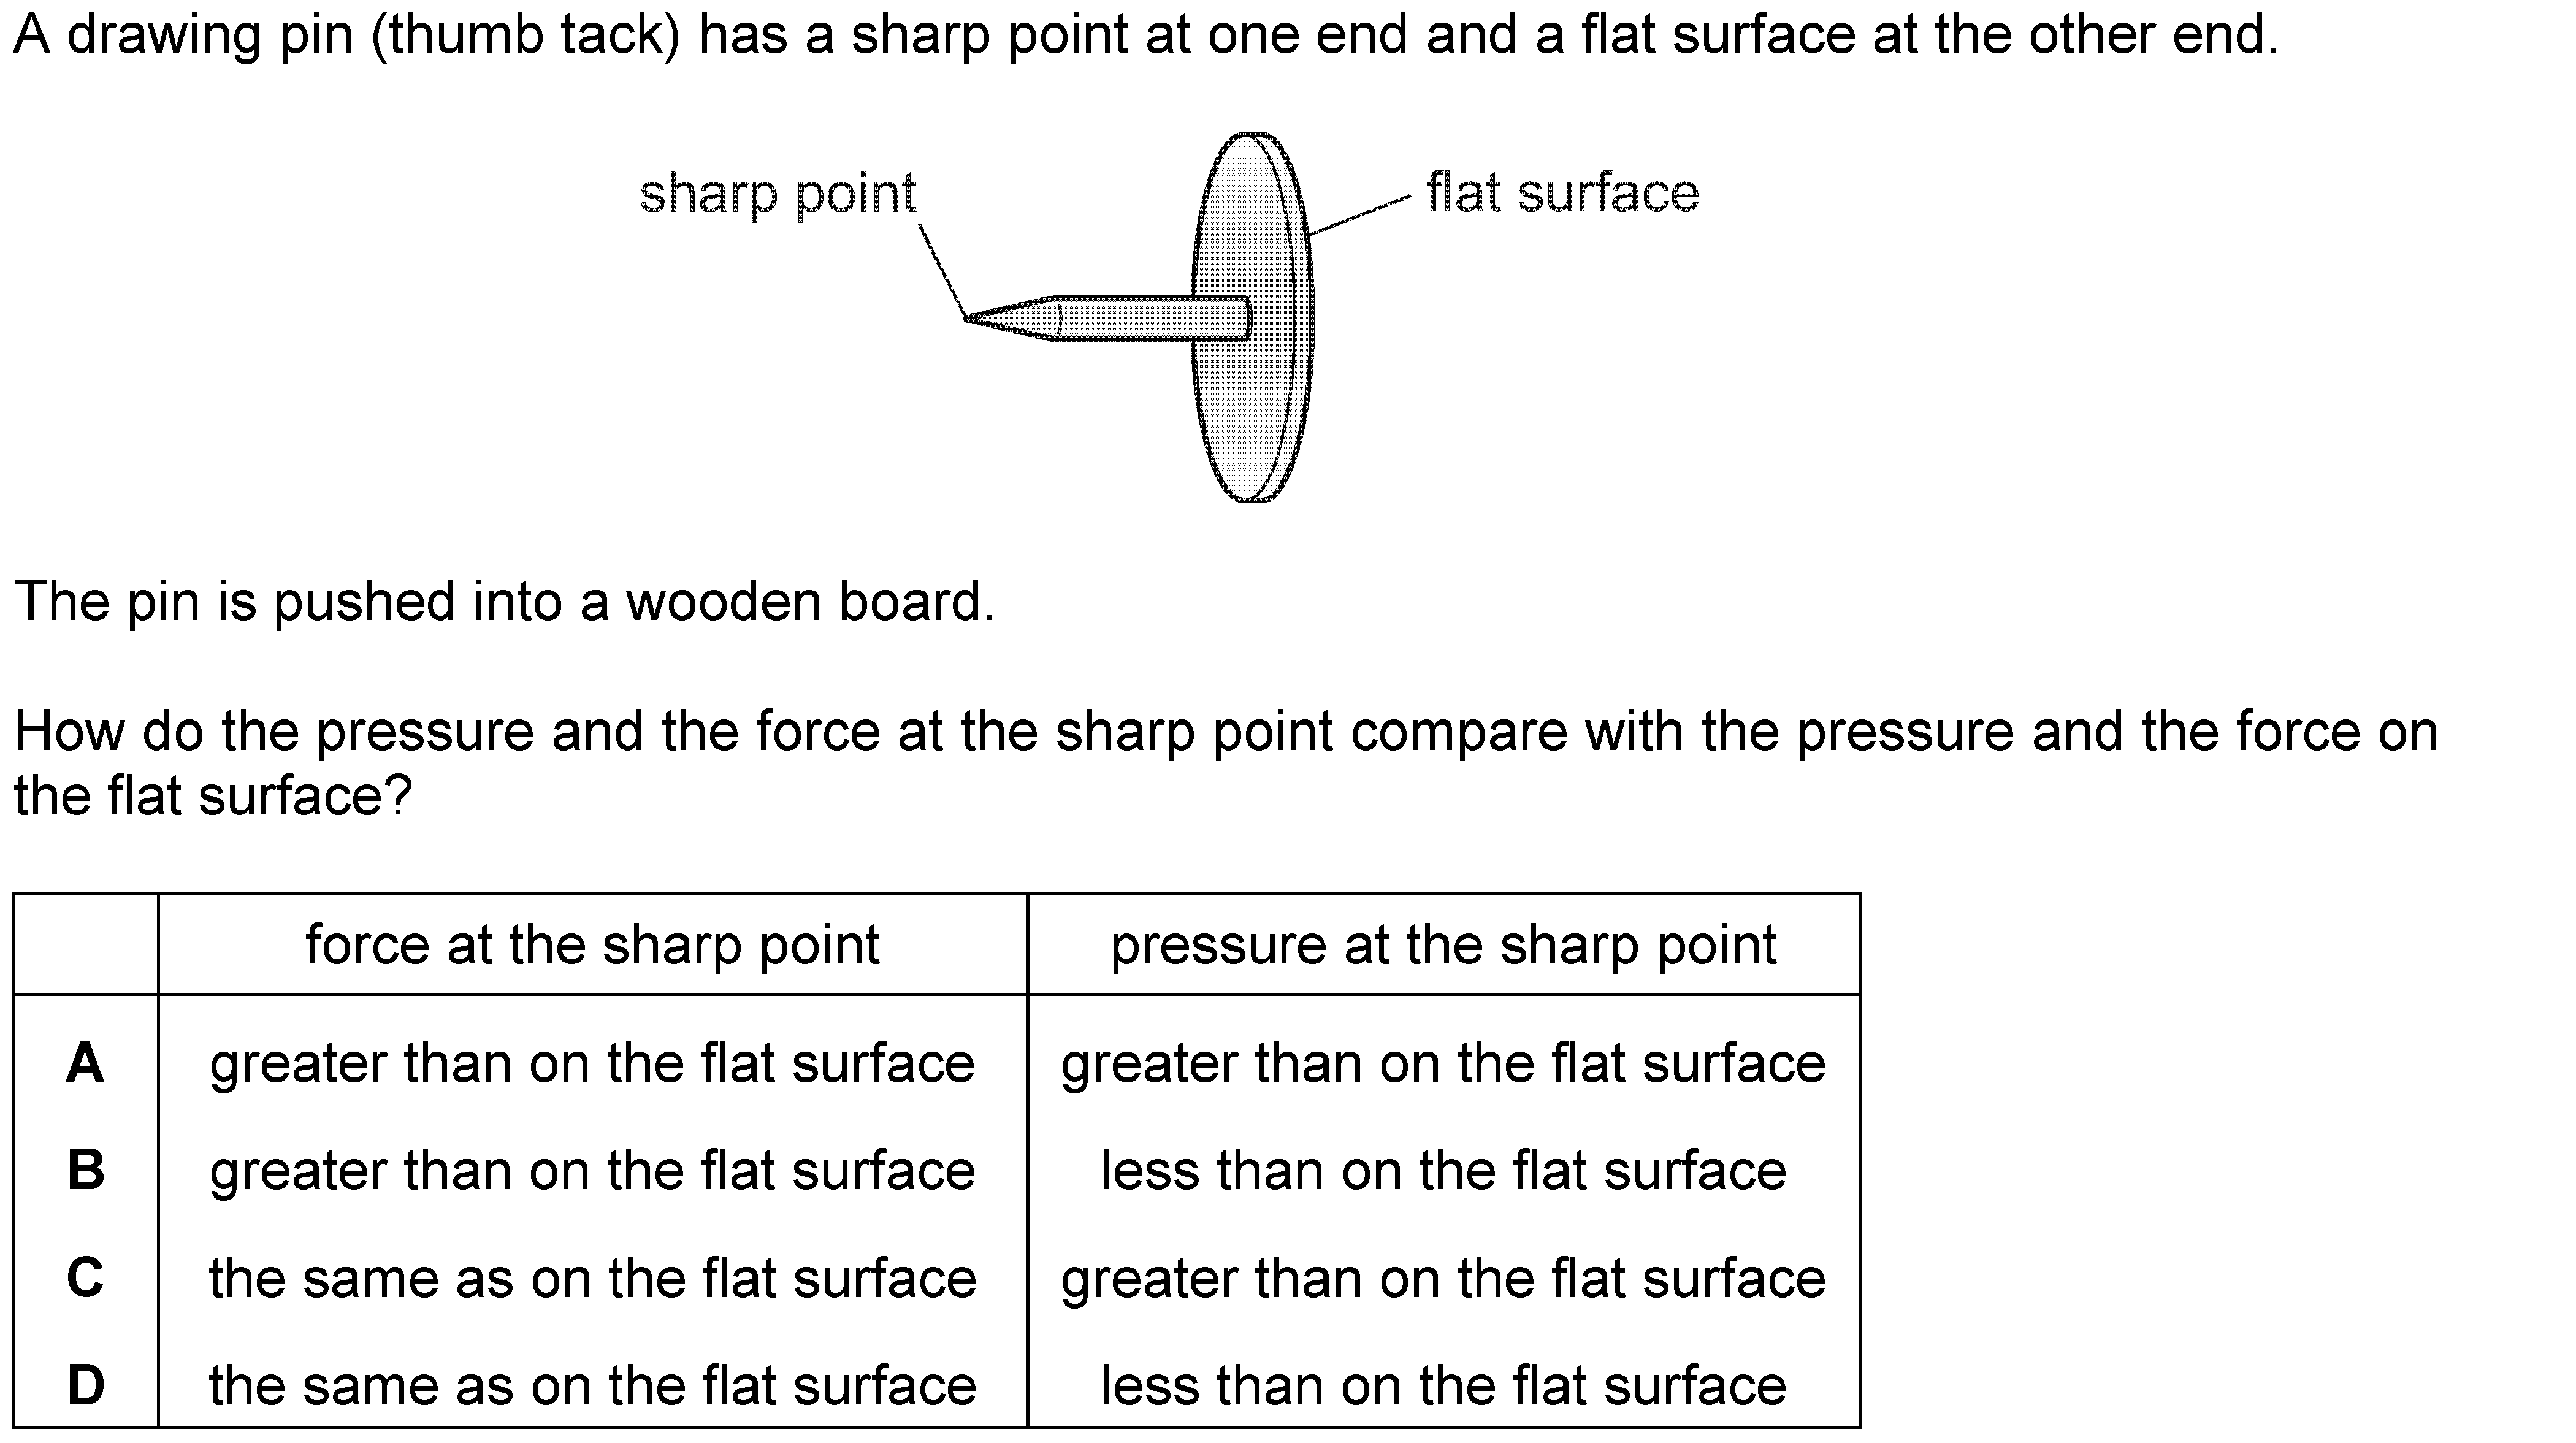 A drawing pin (thumb tack) has a sharp point at one end and a flat surface at the other end.
sharp point
flat surface
The pin is pushed into a wooden board.
How do the pressure and the force at the sharp point compare with the pressure and the force on
the flat surface?
force at the sharp point pressure at the sharp point
A greater than on the flat surface greater than on the flat surface
B greater than on the flat surface less than on the flat surface
C the same as on the flat surface greater than on the flat surface
D the same as on the flat surface less than on the flat surface